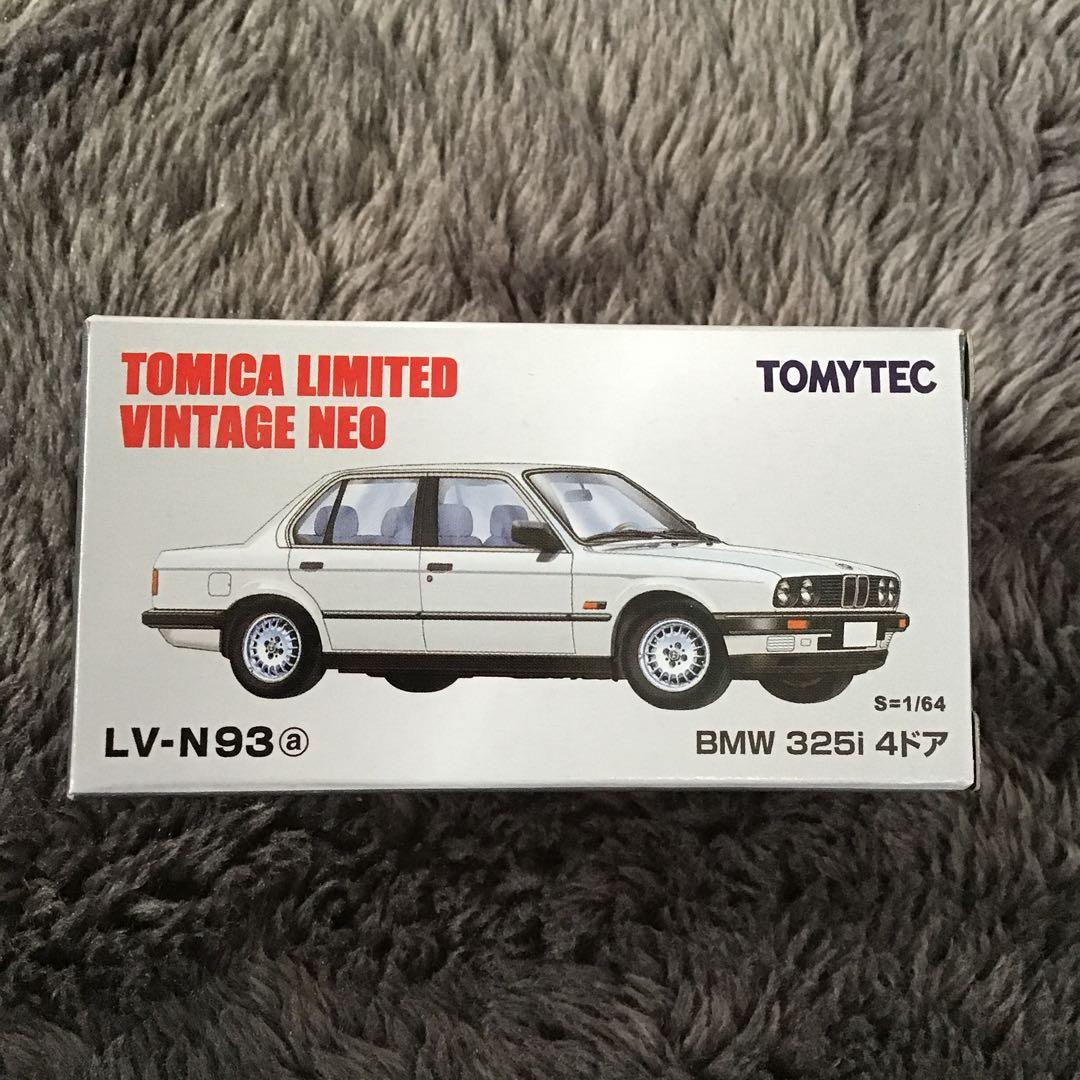 TOMICA LIMITED
VINTAGE NEO
TOMYTEC
S=1/64
LV-N93ⓐ
BMW 325i 4ドア